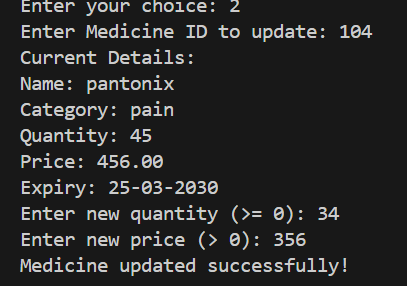 Enter your choice: 2
Enter Medicine ID to update: 104
Current Details:
Name: pantonix
Category: pain
Quantity: 45
Price: 456.00
Expiry: 25-03-2030
Enter new quantity (>= 0): 34
Enter new price (> 0): 356
Medicine updated successfully!